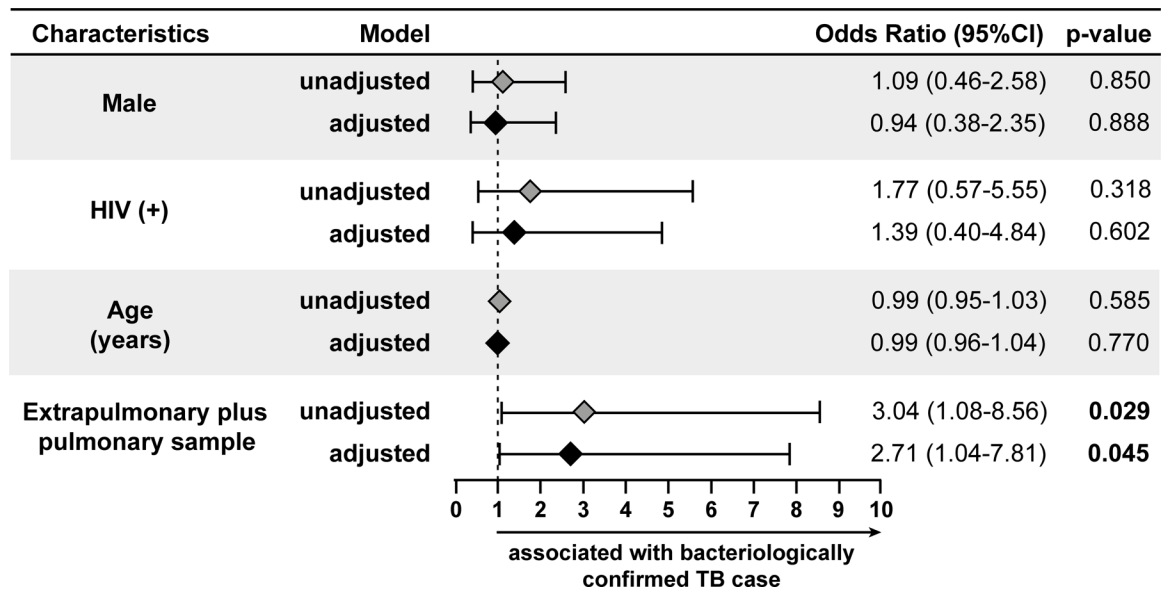 Characteristics Model Odds Ratio (95%CI) p-value
Male
unadjusted 1.09 (0.46-2.58) 0.850
adjusted 0.94 (0.38-2.35) 0.888
HIV (+)
unadjusted 1.77 (0.57-5.55) 0.318
adjusted 1.39 (0.40-4.84) 0.602
Age
(years)
unadjusted 0.99 (0.95-1.03) 0.585
adjusted 0.99 (0.96-1.04) 0.770
Extrapulmonary plus
pulmonary sample
unadjusted 3.04 (1.08-8.56) 0.029
adjusted 2.71 (1.04-7.81) 0.045
0 1 2 3 4 5 6 7 8 9 10
associated with bacteriologically
confirmed TB case